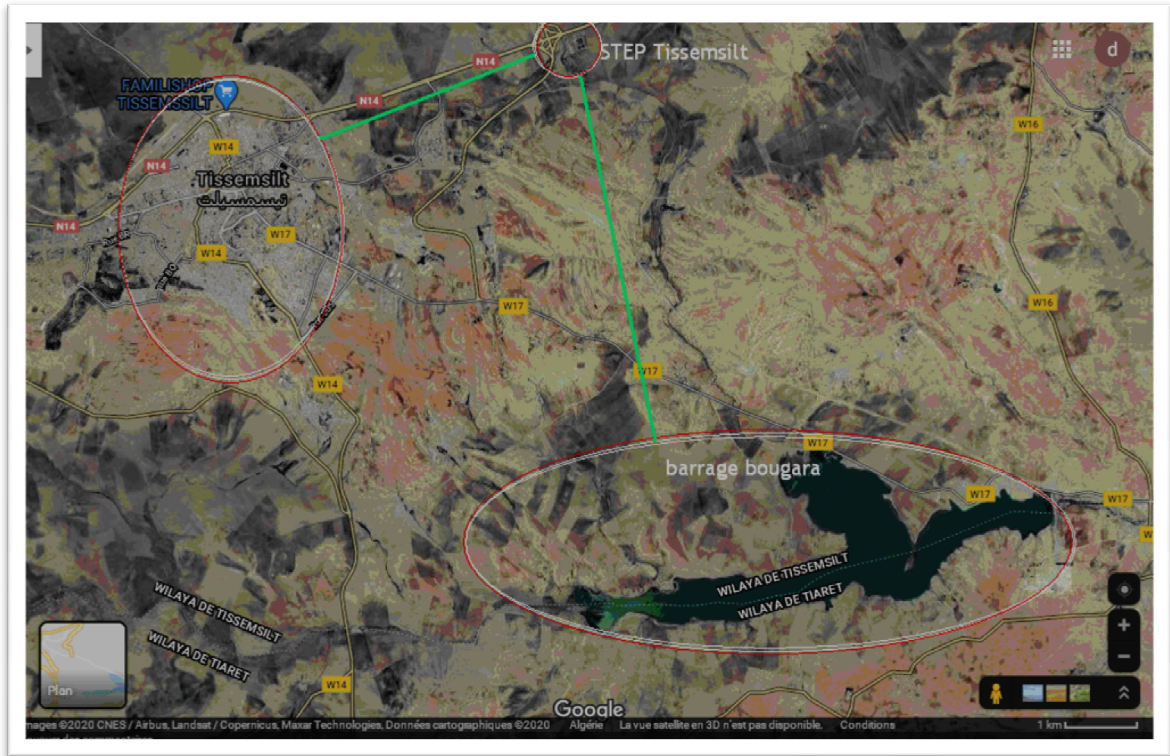 STEP Tissemsilt
d
N14
FAMILISHOP
TISSEMSSILT
N14
W16
W14
N14
Tissemsilt
تيسمسيلت
N14
W17
W14
W17
W16
W17
W14
W17
barrage bougara
W17
W17
W
WILAYA DE TISSEMSILT
WILAYA DE TIARET
WILAYA DE TISSEMSILT
WILAYA DE TIARET
Plan
W14
Google
mages ©2020 CNES / Airbus, Landsat / Copernicus, Maxar Technologies, Données cartographiques ©2020 Algérie La vue satellite en 3D n'est pas disponible. Conditions 1 km